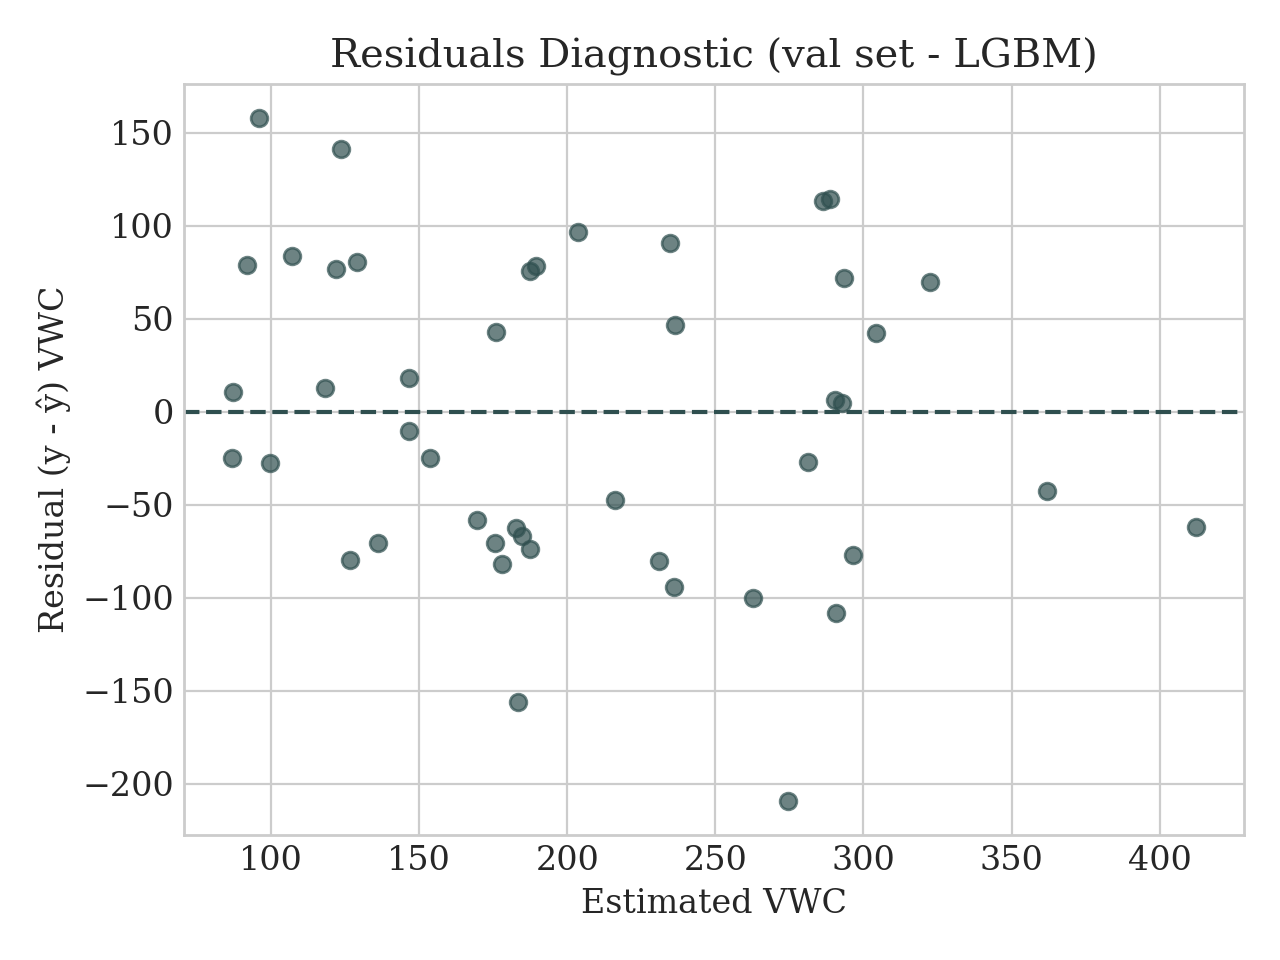 Residuals Diagnostic (val set - LGBM)
150
100
50
0
−50
−100
−150
−200
Residual (y - ŷ) VWC
100 150 200 250 300 350 400
Estimated VWC